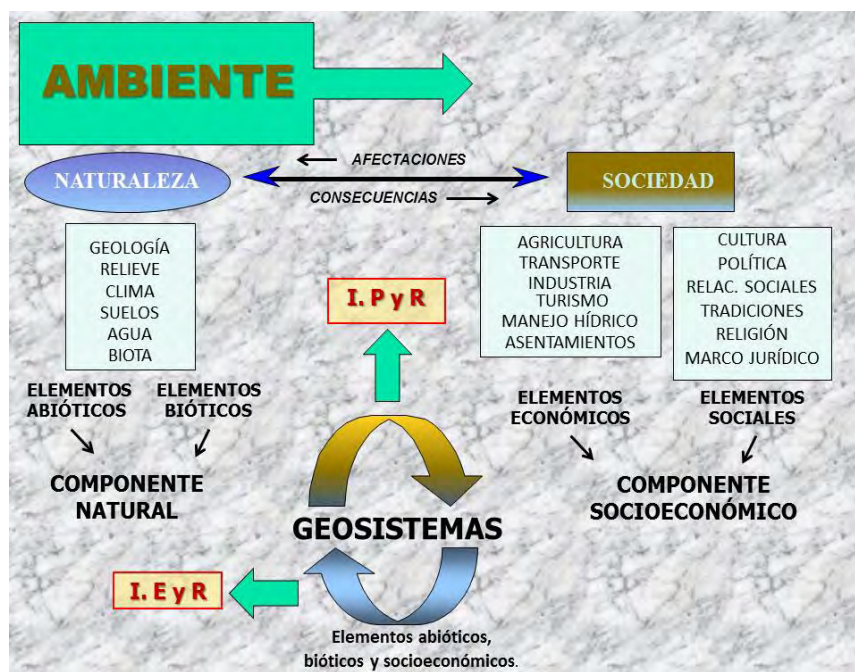 AMBIENTE
AFECTACIONES
CONSECUENCIAS
NATURALEZA
SOCIEDAD
GEOLOGÍA
RELIEVE
CLIMA
SUELOS
AGUA
BIOTA
AGRICULTURA
TRANSPORTE
INDUSTRIA
TURISMO
MANEJO HÍDRICO
ASENTAMIENTOS
CULTURA
POLÍTICA
RELAC. SOCIALES
TRADICIONES
RELIGIÓN
MARCO JURÍDICO
I. P y R
ELEMENTOS
ABIÓTICOS
ELEMENTOS
BIÓTICOS
ELEMENTOS
ECONÓMICOS
ELEMENTOS
SOCIALES
COMPONENTE
NATURAL
COMPONENTE
SOCIOECONÓMICO
GEOSISTEMAS
I. E y R
Elementos abióticos,
bióticos y socioeconómicos.